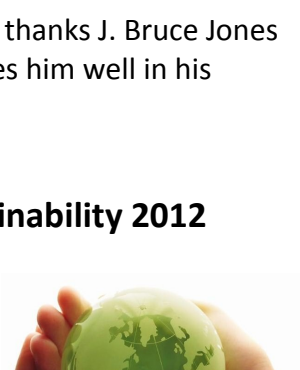 thanks J. Bruce Jones
es him well in his
inability 2012